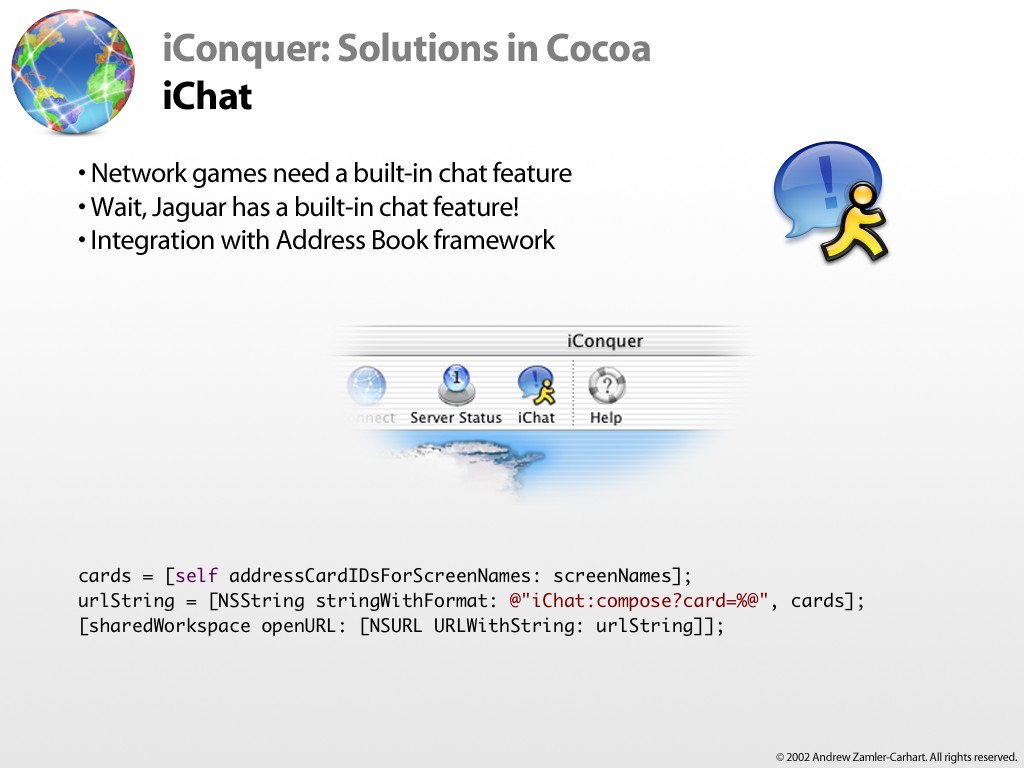 iConquer: Solutions in Cocoa
iChat
• Network games need a built-in chat feature
• Wait, Jaguar has a built-in chat feature!
• Integration with Address Book framework
iConquer
nnect Server Status iChat Help
cards = [self addressCardIDsForScreenNames: screenNames];
urlString = [NSString stringWithFormat: @"iChat:compose?card=%@", cards];
[sharedWorkspace openURL: [NSURL URLWithString: urlString]];
© 2002 Andrew Zamler-Carhart. All rights reserved.